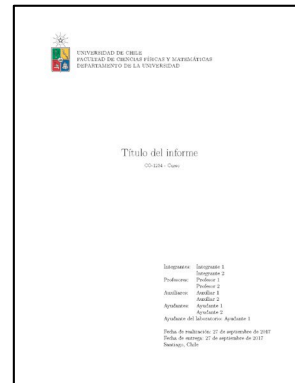 UNIVERSIDAD DE CHILE
FACULTAD DE CIENCIAS FÍSICAS Y MATEMÁTICAS
DEPARTAMENTO DE LA UNIVERSIDAD
Título del informe
CO-1234 - Curso
Integrantes: Integrante 1
Integrante 2
Profesores: Profesor 1
Profesor 2
Auxiliares: Auxiliar 1
Auxiliar 2
Ayudantes: Ayudante 1
Ayudante 2
Ayudante del laboratorio: Ayudante 1
Fecha de realización: 27 de septiembre de 2017
Fecha de entrega: 27 de septiembre de 2017
Santiago, Chile